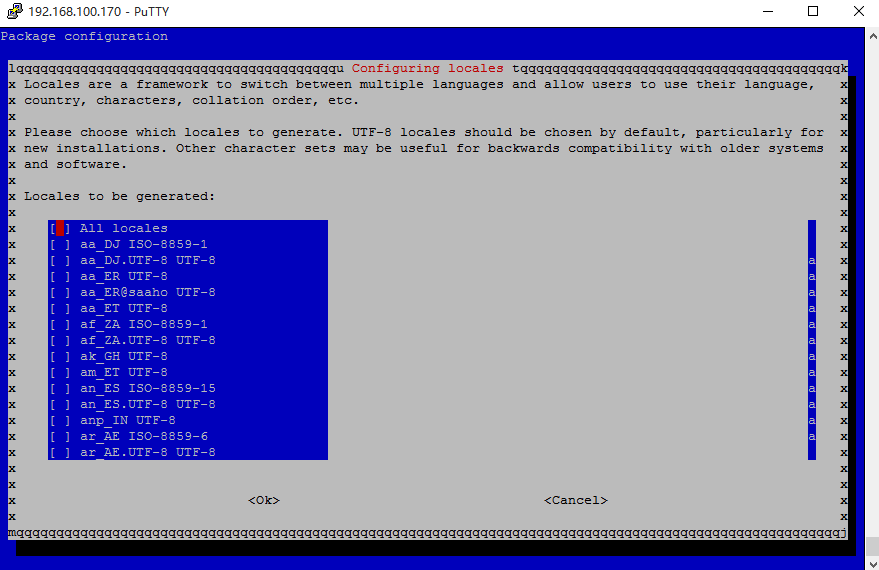 192.168.100.170 - PuTTY
Package configuration
lqqqqqqqqqqqqqqqqqqqqqqqqqqqqqqqqqqqqqqqqqu Configuring locales tqqqqqqqqqqqqqqqqqqqqqqqqqqqqqqqqqqqqqqqqk
x Locales are a framework to switch between multiple languages and allow users to use their language, x
x country, characters, collation order, etc. x
x x
x Please choose which locales to generate. UTF-8 locales should be chosen by default, particularly for x
x new installations. Other character sets may be useful for backwards compatibility with older systems x
x and software. x
x x
x Locales to be generated: x
x x
x [ ] All locales x
x [ ] aa_DJ ISO-8859-1 x
x [ ] aa_DJ.UTF-8 UTF-8 a x
x [ ] aa_ER UTF-8 a x
x [ ] aa_ER@saaho UTF-8 a x
x [ ] aa_ET UTF-8 a x
x [ ] af_ZA ISO-8859-1 a x
x [ ] af_ZA.UTF-8 UTF-8 a x
x [ ] ak_GH UTF-8 a x
x [ ] am_ET UTF-8 a x
x [ ] an_ES ISO-8859-15 a x
x [ ] an_ES.UTF-8 UTF-8 a x
x [ ] anp_IN UTF-8 a x
x [ ] ar_AE ISO-8859-6 a x
x [ ] ar_AE.UTF-8 UTF-8 x
x x
x x
x <Ok> <Cancel> x
x x
mqqqqqqqqqqqqqqqqqqqqqqqqqqqqqqqqqqqqqqqqqqqqqqqqqqqqqqqqqqqqqqqqqqqqqqqqqqqqqqqqqqqqqqqqqqqqqqqqqqqqqqqj